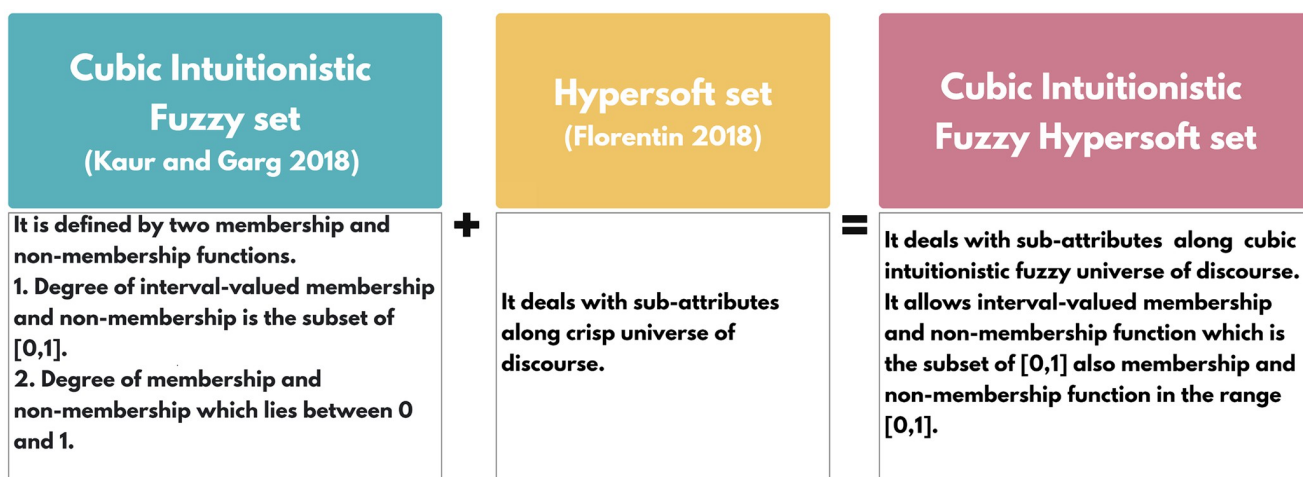 Cubic Intuitionistic
Fuzzy set
(Kaur and Garg 2018)
It is defined by two membership and
non-membership functions.
1. Degree of interval-valued membership
and non-membership is the subset of
[0,1].
2. Degree of membership and
non-membership which lies between 0
and 1.
+
Hypersoft set
(Florentin 2018)
It deals with sub-attributes
along crisp universe of
discourse.
=
Cubic Intuitionistic
Fuzzy Hypersoft set
It deals with sub-attributes along cubic
intuitionistic fuzzy universe of discourse.
It allows interval-valued membership
and non-membership function which is
the subset of [0,1] also membership and
non-membership function in the range
[0,1].